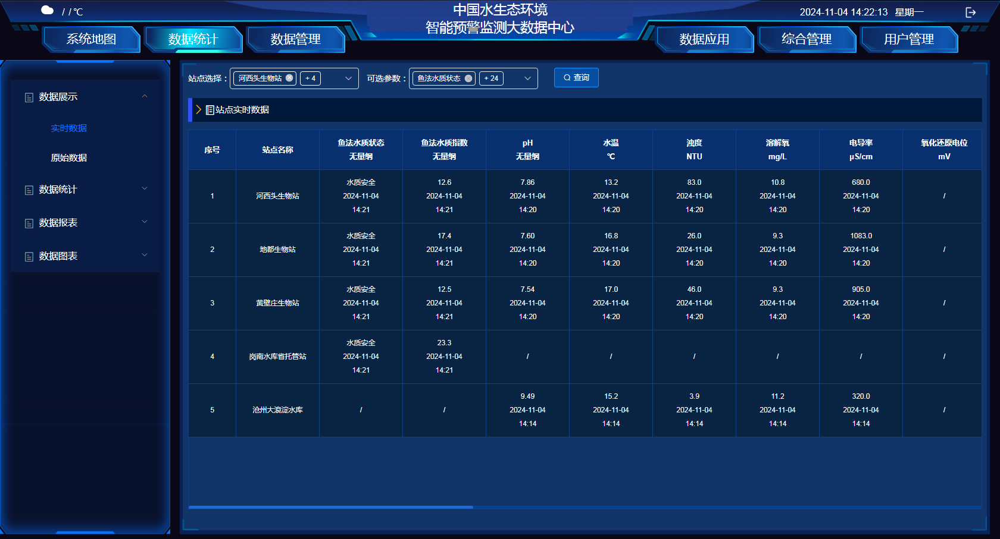 / / ℃
中国水生态环境
智能预警监测大数据中心
2024-11-04 14:22:13 星期一
系统地图
数据统计
数据管理
数据应用
综合管理
用户管理
数据展示
实时数据
原始数据
数据统计
数据报表
数据图表
站点选择： 河西头生物站 + 4 可选参数： 鱼法水质状态 + 24 查询
站点实时数据
序号 站点名称 鱼法水质状态 无量纲 鱼法水质指数 无量纲 pH 无量纲 水温 ℃ 浊度 NTU 溶解氧 mg/L 电导率 μS/cm 氧化还原电位 mV
1 河西头生物站 水质安全 2024-11-04 14:21 12.6 2024-11-04 14:21 7.86 2024-11-04 14:20 13.2 2024-11-04 14:20 83.0 2024-11-04 14:20 10.8 2024-11-04 14:20 680.0 2024-11-04 14:20 /
2 地都生物站 水质安全 2024-11-04 14:21 17.4 2024-11-04 14:21 7.60 2024-11-04 14:20 16.8 2024-11-04 14:20 26.0 2024-11-04 14:20 9.3 2024-11-04 14:20 1083.0 2024-11-04 14:20 /
3 黄壁庄生物站 水质安全 2024-11-04 14:21 12.5 2024-11-04 14:21 7.54 2024-11-04 14:20 17.0 2024-11-04 14:20 46.0 2024-11-04 14:20 9.3 2024-11-04 14:20 905.0 2024-11-04 14:20 /
4 岗南水库省托管站 水质安全 2024-11-04 14:21 23.3 2024-11-04 14:21 / / / / / /
5 沧州大浪淀水库 / / 9.49 2024-11-04 14:14 15.2 2024-11-04 14:14 3.9 2024-11-04 14:14 11.2 2024-11-04 14:14 320.0 2024-11-04 14:14 /